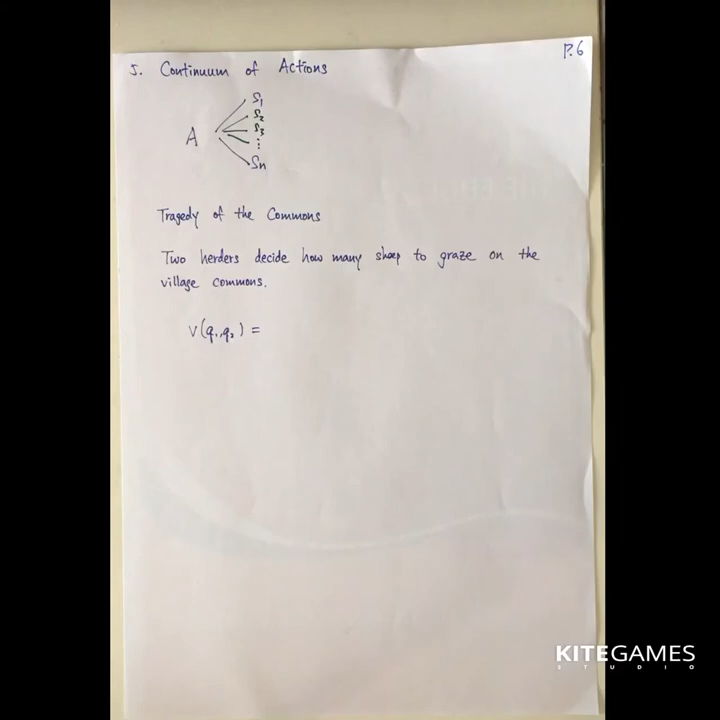 P.6
5. Continuum of Actions
S1
S2
A S3
...
Sn
Tragedy of the Commons
Two herders decide how many sheep to graze on the
village commons.
V(q₁,q₂) =
KITEGAMES
STUDIO